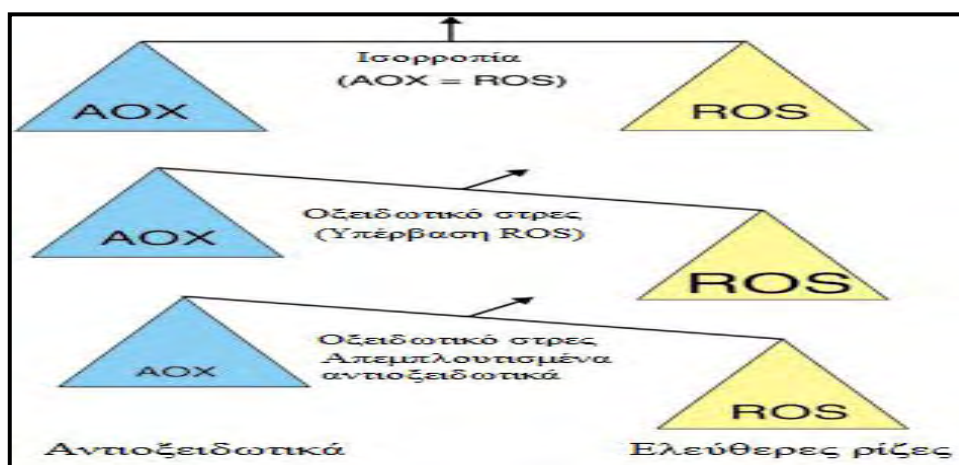 Ισορροπία
(AOX = ROS)
AOX
ROS
Οξειδωτικό στρες
(Υπέρβαση ROS)
AOX
ROS
Οξειδωτικό στρες
Απεμπλουτισμένα
αντιοξειδωτικά
AOX
ROS
Αντιοξειδωτικά
Ελεύθερες ρίζες